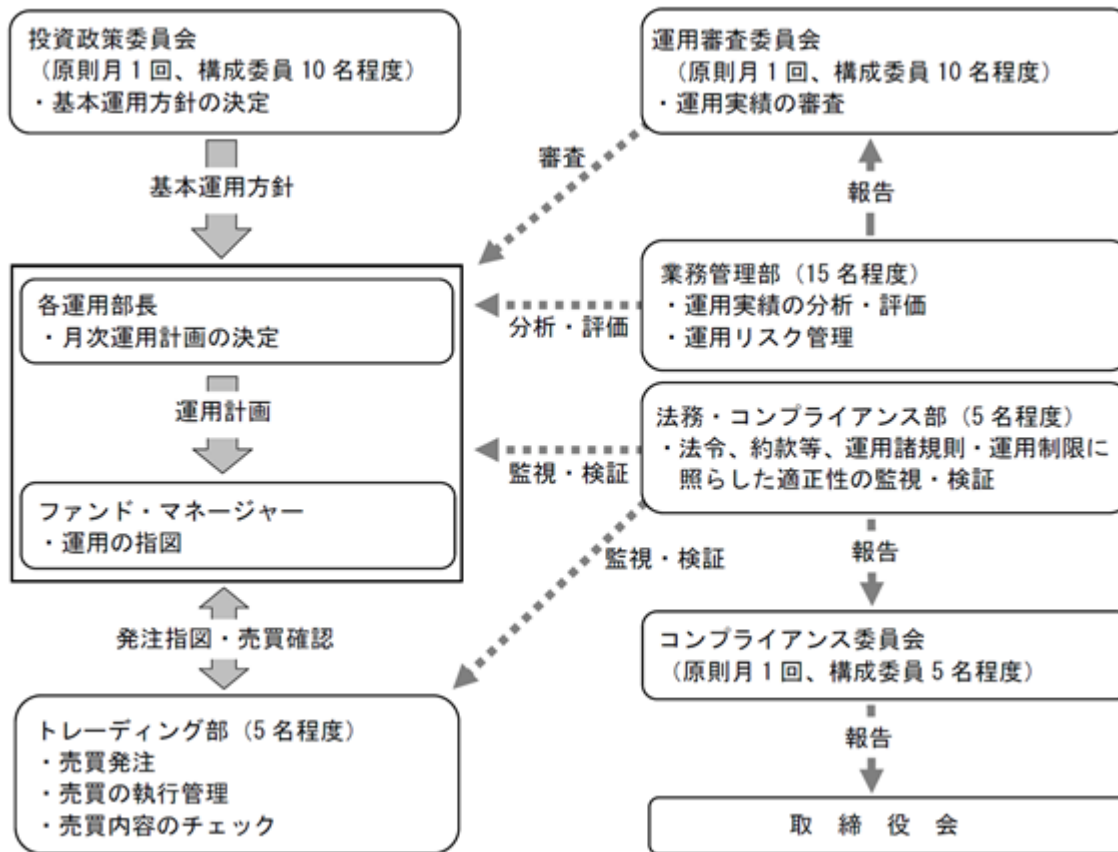 投資政策委員会
（原則月１回、構成委員 10 名程度）
・基本運用方針の決定
基本運用方針
各運用部長
・月次運用計画の決定
運用計画
ファンド・マネージャー
・運用の指図
発注指図・売買確認
トレーディング部（5 名程度）
・売買発注
・売買の執行管理
・売買内容のチェック
運用審査委員会
（原則月１回、構成委員 10 名程度）
・運用実績の審査
審査
報告
業務管理部（15 名程度）
・運用実績の分析・評価
・運用リスク管理
分析・評価
法務・コンプライアンス部（5 名程度）
・法令、約款等、運用諸規則・運用制限に
照らした適正性の監視・検証
監視・検証
監視・検証
報告
コンプライアンス委員会
（原則月１回、構成委員 5 名程度）
報告
取　締　役　会